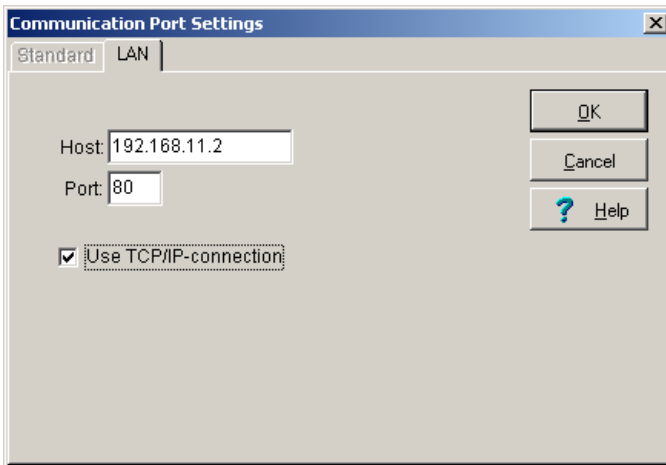 Communication Port Settings
Standard LAN
OK
Host: 192.168.11.2
Cancel
Port: 80
? Help
Use TCP/IP-connection